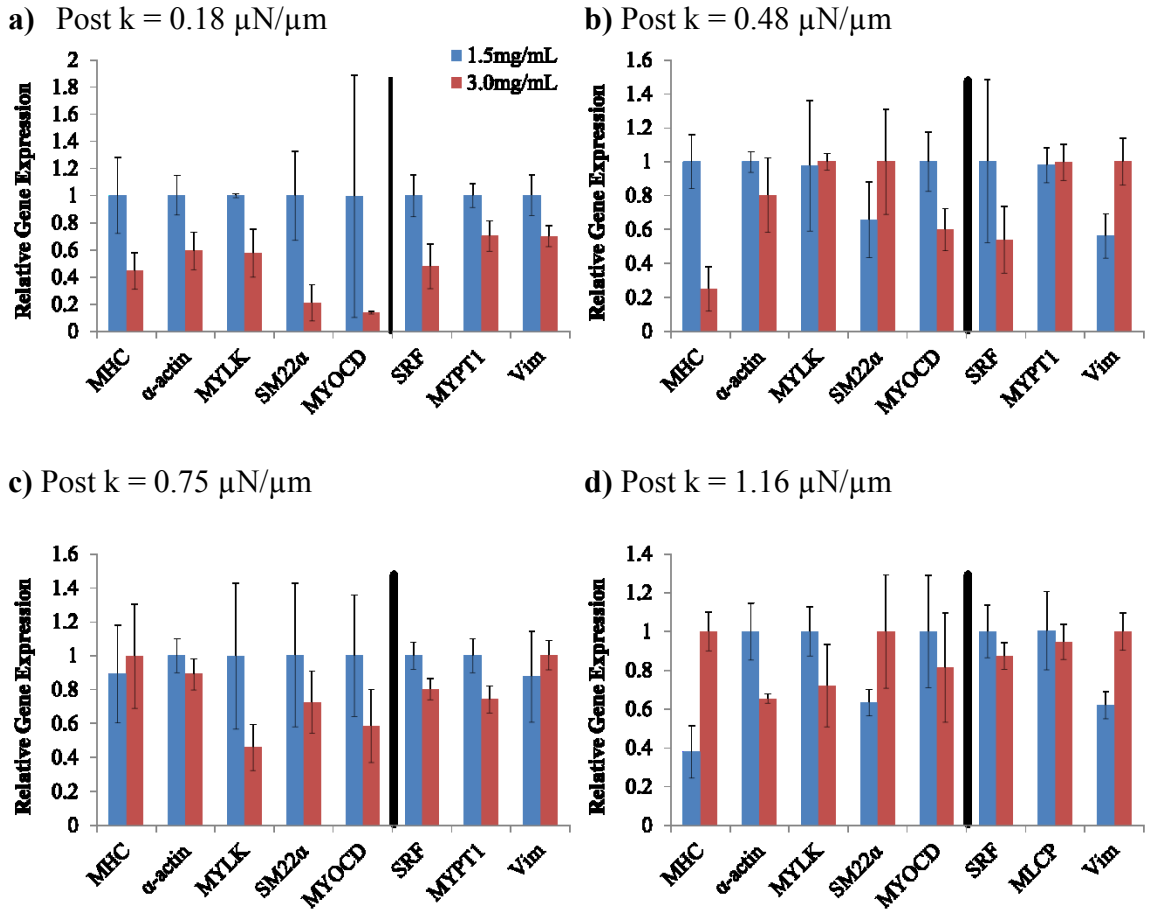 a) Post k = 0.18 µN/µm
Relative Gene Expression
2
1.8
1.6
1.4
1.2
1
0.8
0.6
0.4
0.2
0
1.5mg/mL
3.0mg/mL
MHC
α-actin
MYLK
SM22α
MYOCD
SRF
MYPT1
Vim
b) Post k = 0.48 µN/µm
Relative Gene Expression
1.6
1.4
1.2
1
0.8
0.6
0.4
0.2
0
MHC
α-actin
MYLK
SM22α
MYOCD
SRF
MYPT1
Vim
c) Post k = 0.75 µN/µm
Relative Gene Expression
1.6
1.4
1.2
1
0.8
0.6
0.4
0.2
0
MHC
α-actin
MYLK
SM22α
MYOCD
SRF
MYPT1
Vim
d) Post k = 1.16 µN/µm
Relative Gene Expression
1.4
1.2
1
0.8
0.6
0.4
0.2
0
MHC
α-actin
MYLK
SM22α
MYOCD
SRF
MLCP
Vim